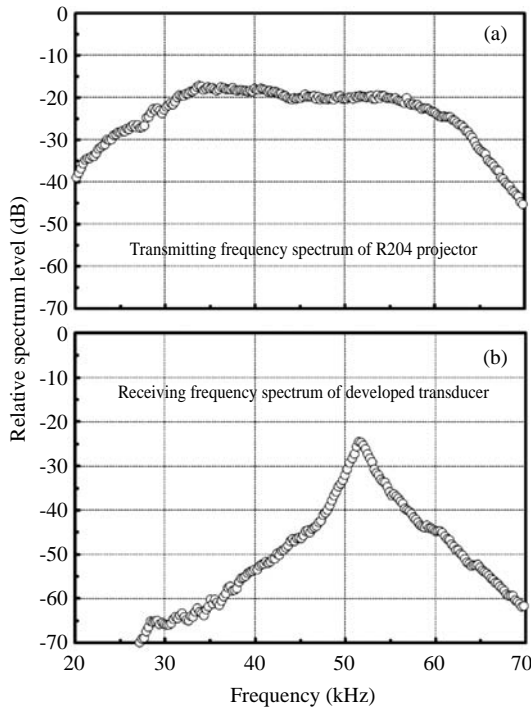 0
(a)
-10
-20
-30
-40
-50
Transmitting frequency spectrum of R204 projector
-60
-70
Relative spectrum level (dB)
0
(b)
-10
Receiving frequency spectrum of developed transducer
-20
-30
-40
-50
-60
-70
20 30 40 50 60 70
Frequency (kHz)